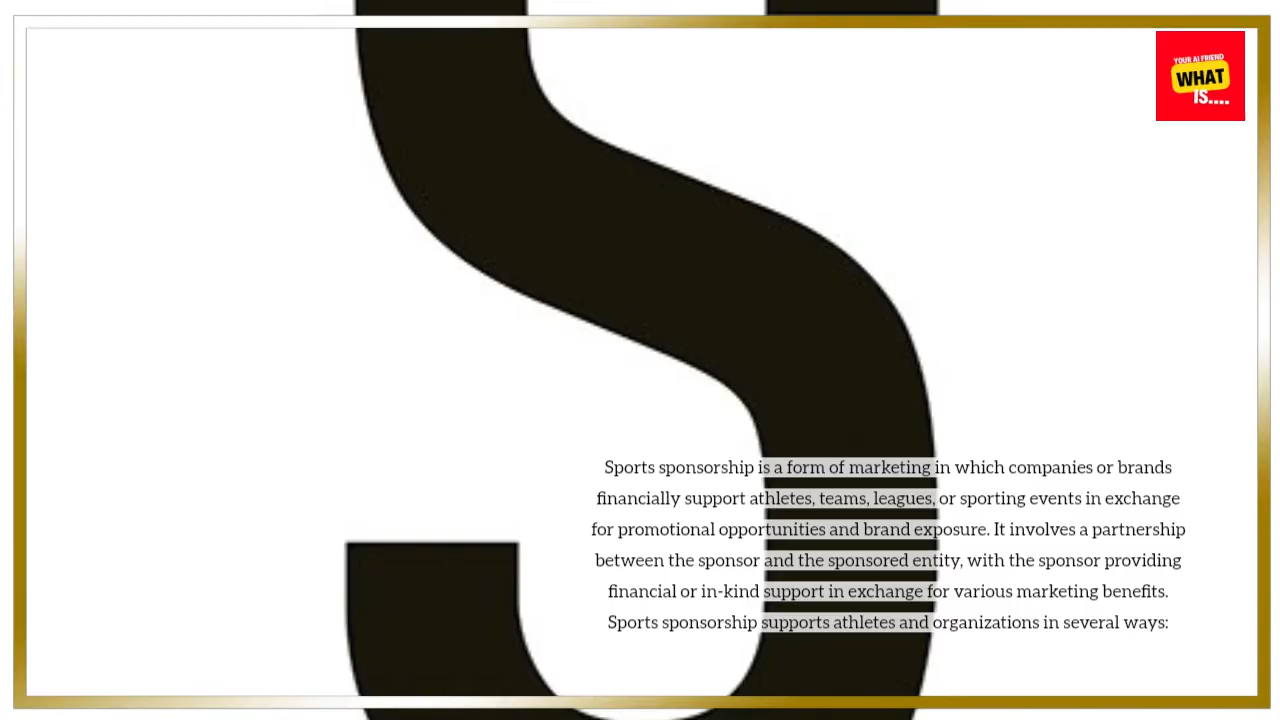 S
YOUR AI FRIEND
WHAT
IS....
Sports sponsorship is a form of marketing in which companies or brands
financially support athletes, teams, leagues, or sporting events in exchange
for promotional opportunities and brand exposure. It involves a partnership
between the sponsor and the sponsored entity, with the sponsor providing
financial or in-kind support in exchange for various marketing benefits.
Sports sponsorship supports athletes and organizations in several ways: